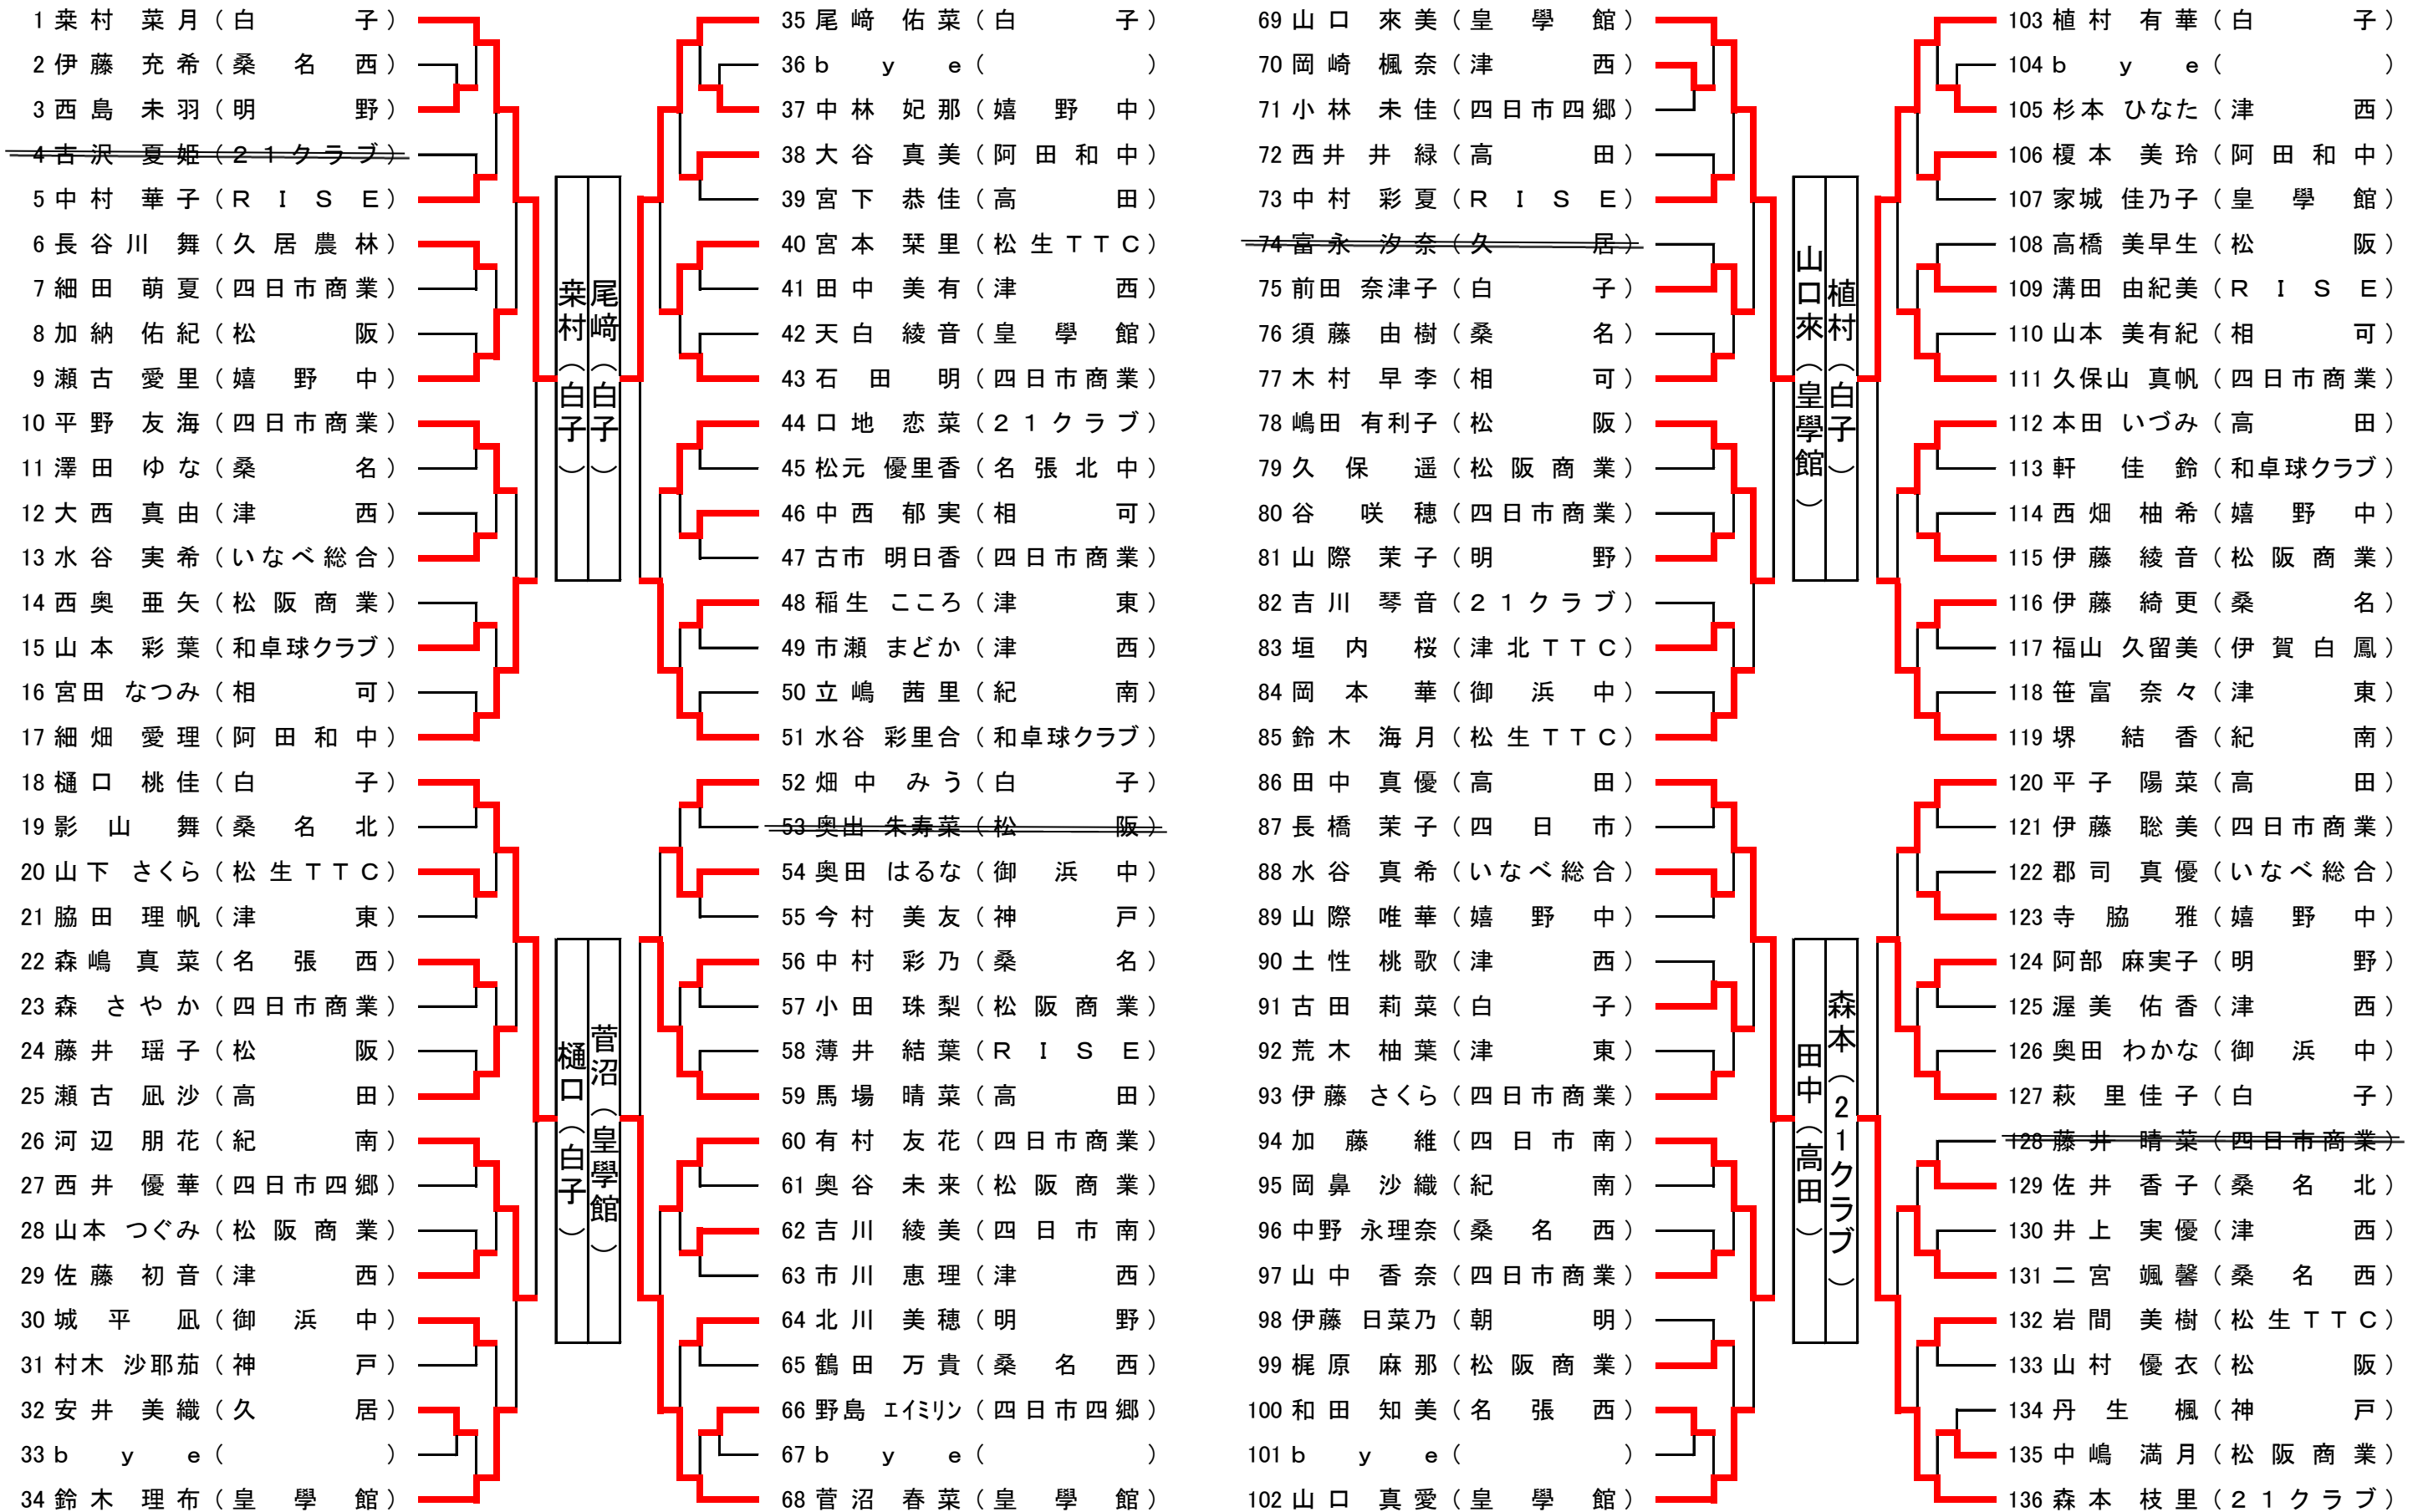 1 桒村 菜月 (白子)
2 伊藤 充希 (桑名西)
3 西島 未羽 (明野)
4 古沢 夏姫 (21クラブ)
5 中村 華子 (RISE)
6 長谷川 舞 (久居農林)
7 細田 萌夏 (四日市商業)
8 加納 佑紀 (松阪)
9 瀬古 愛里 (嬉野中)
10 平野 友海 (四日市商業)
11 澤田 ゆな (桑名)
12 大西 真由 (津西)
13 水谷 実希 (いなべ総合)
14 西奥 亜矢 (松阪商業)
15 山本 彩葉 (和卓球クラブ)
16 宮田 なつみ (相可)
17 細畑 愛理 (阿田和中)
18 樋口 桃佳 (白子)
19 影山 舞 (桑名北)
20 山下 さくら (松生TTC)
21 脇田 理帆 (津東)
22 森嶋 真菜 (名張西)
23 森 さやか (四日市商業)
24 藤井 瑶子 (松阪)
25 瀬古 凪沙 (高田)
26 河辺 朋花 (紀南)
27 西井 優華 (四日市四郷)
28 山本 つぐみ (松阪商業)
29 佐藤 初音 (津西)
30 城 平凪 (御浜中)
31 村木 沙耶茄 (神戸)
32 安井 美織 (久居)
33 bye ( )
34 鈴木 理布 (皇學館)
桒村(白子)
尾﨑(白子)
樋口(白子)
菅沼(皇學館)
35 尾﨑 佑菜 (白子)
36 bye ( )
37 中林 妃那 (嬉野中)
38 大谷 真美 (阿田和中)
39 宮下 恭佳 (高田)
40 宮本 栞里 (松生TTC)
41 田中 美有 (津西)
42 天白 綾音 (皇學館)
43 石田 明 (四日市商業)
44 口地 恋菜 (21クラブ)
45 松元 優里香 (名張北中)
46 中西 郁実 (相可)
47 古市 明日香 (四日市商業)
48 稲生 こころ (津東)
49 市瀬 まどか (津西)
50 立嶋 茜里 (紀南)
51 水谷 彩里合 (和卓球クラブ)
52 畑中 みう (白子)
53 奥出 朱寿菜 (松阪)
54 奥田 はるな (御浜中)
55 今村 美友 (神戸)
56 中村 彩乃 (桑名)
57 小田 珠梨 (松阪商業)
58 薄井 結葉 (RISE)
59 馬場 晴菜 (高田)
60 有村 友花 (四日市商業)
61 奥谷 未来 (松阪商業)
62 吉川 綾美 (四日市南)
63 市川 恵理 (津西)
64 北川 美穂 (明野)
65 鶴田 万貴 (桑名西)
66 野島 エイミリン (四日市四郷)
67 bye ( )
68 菅沼 春菜 (皇學館)
69 山口 來美 (皇學館)
70 岡崎 楓奈 (津西)
71 小林 未佳 (四日市四郷)
72 西井 井緑 (高田)
73 中村 彩夏 (RISE)
74 富永 汐奈 (久居)
75 前田 奈津子 (白子)
76 須藤 由樹 (桑名)
77 木村 早李 (相可)
78 嶋田 有利子 (松阪)
79 久保 遥 (松阪商業)
80 谷 咲穂 (四日市商業)
81 山際 茉子 (明野)
82 吉川 琴音 (21クラブ)
83 垣内 桜 (津北TTC)
84 岡本 華 (御浜中)
85 鈴木 海月 (松生TTC)
86 田中 真優 (高田)
87 長橋 茉子 (四日市)
88 水谷 真希 (いなべ総合)
89 山際 唯華 (嬉野中)
90 土性 桃歌 (津西)
91 古田 莉菜 (白子)
92 荒木 柚葉 (津東)
93 伊藤 さくら (四日市商業)
94 加藤 維 (四日市南)
95 岡鼻 沙織 (紀南)
96 中野 永理奈 (桑名西)
97 山中 香奈 (四日市商業)
98 伊藤 日菜乃 (朝明)
99 梶原 麻那 (松阪商業)
100 和田 知美 (名張西)
101 bye ( )
102 山口 真愛 (皇學館)
山口來(皇學館)
植村(白子)
田中(高田)
森本(21クラブ)
103 植村 有華 (白子)
104 bye ( )
105 杉本 ひなた (津西)
106 榎本 美玲 (阿田和中)
107 家城 佳乃子 (皇學館)
108 高橋 美早生 (松阪)
109 溝田 由紀美 (RISE)
110 山本 美有紀 (相可)
111 久保山 真帆 (四日市商業)
112 本田 いづみ (高田)
113 軒 佳鈴 (和卓球クラブ)
114 西畑 柚希 (嬉野中)
115 伊藤 綾音 (松阪商業)
116 伊藤 綺更 (桑名)
117 福山 久留美 (伊賀白鳳)
118 笹富 奈々 (津東)
119 堺 結香 (紀南)
120 平子 陽菜 (高田)
121 伊藤 聡美 (四日市商業)
122 郡司 真優 (いなべ総合)
123 寺脇 雅 (嬉野中)
124 阿部 麻実子 (明野)
125 渥美 佑香 (津西)
126 奥田 わかな (御浜中)
127 萩 里佳子 (白子)
128 藤井 晴菜 (四日市商業)
129 佐井 香子 (桑名北)
130 井上 実優 (津西)
131 二宮 颯馨 (桑名西)
132 岩間 美樹 (松生TTC)
133 山村 優衣 (松阪)
134 丹生 楓 (神戸)
135 中嶋 満月 (松阪商業)
136 森本 枝里 (21クラブ)